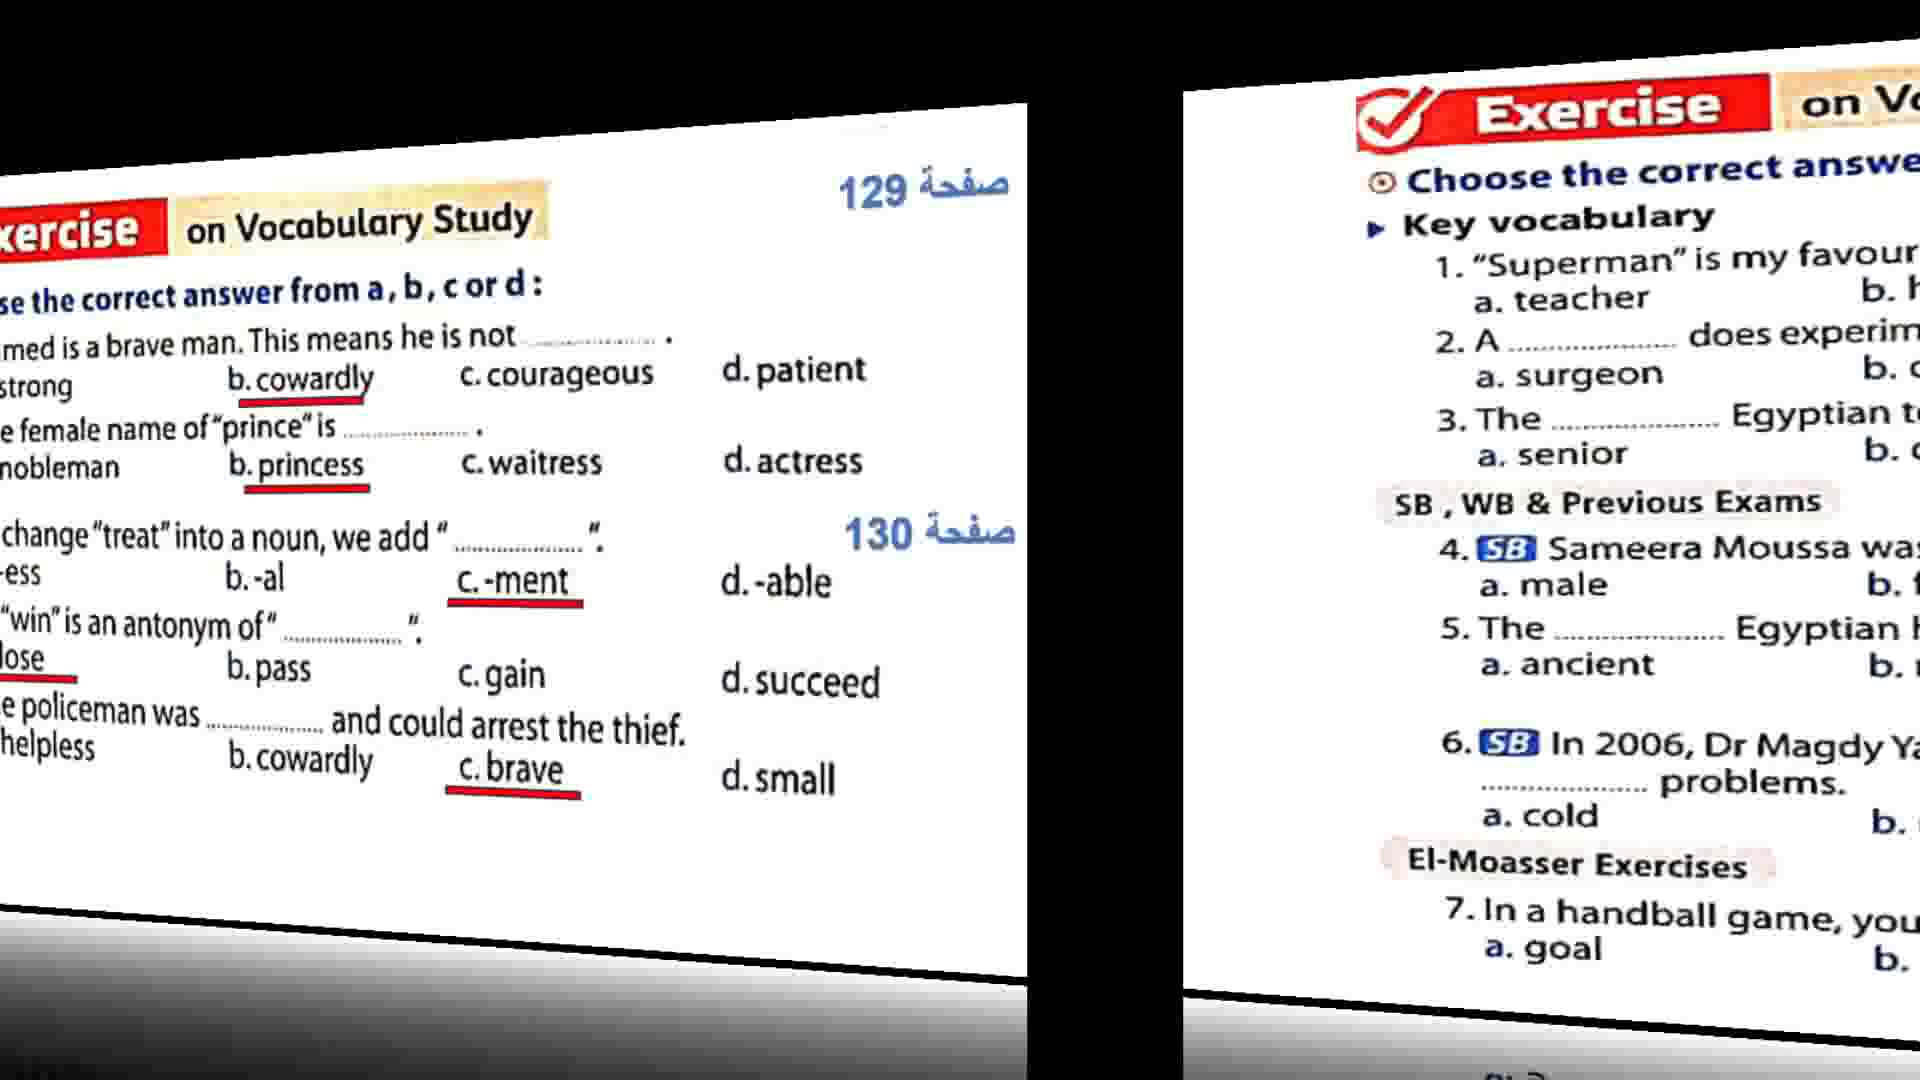 صفحة 129
xercise on Vocabulary Study
se the correct answer from a, b, c or d :
med is a brave man. This means he is not .................... .
strong b. cowardly c. courageous d. patient
e female name of "prince" is .................... .
nobleman b. princess c. waitress d. actress
change "treat" into a noun, we add " .................... ". صفحة 130
-ess b. -al c. -ment d. -able
"win" is an antonym of " .................... ".
lose b. pass c. gain d. succeed
e policeman was .................... and could arrest the thief.
helpless b. cowardly c. brave d. small
Exercise on Vo
Choose the correct answe
Key vocabulary
1. "Superman" is my favour
a. teacher b. h
2. A .................... does experim
a. surgeon b.
3. The .................... Egyptian t
a. senior b.
SB , WB & Previous Exams
4. SB Sameera Moussa was
a. male b. f
5. The .................... Egyptian h
a. ancient b.
6. SB In 2006, Dr Magdy Ya
.................... problems.
a. cold b.
El-Moasser Exercises
7. In a handball game, you
a. goal b.